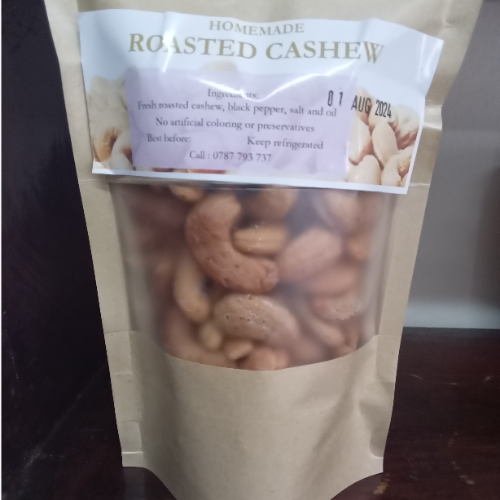 HOMEMADE
ROASTED CASHEW
Ingredients:
01 AUG 2024
Fresh roasted cashew, black pepper, salt and oil
No artificial coloring or preservatives
Best before: Keep refrigerated
Call : 0787 793 737